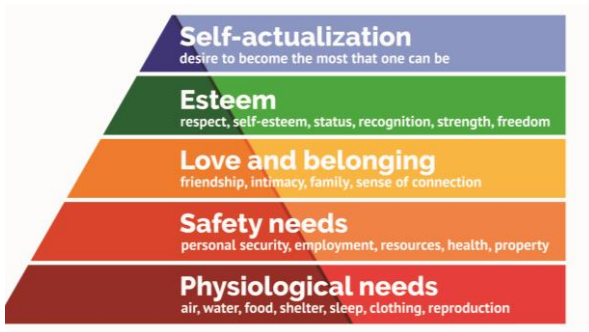 Self-actualization
desire to become the most that one can be
Esteem
respect, self-esteem, status, recognition, strength, freedom
Love and belonging
friendship, intimacy, family, sense of connection
Safety needs
personal security, employment, resources, health, property
Physiological needs
air, water, food, shelter, sleep, clothing, reproduction